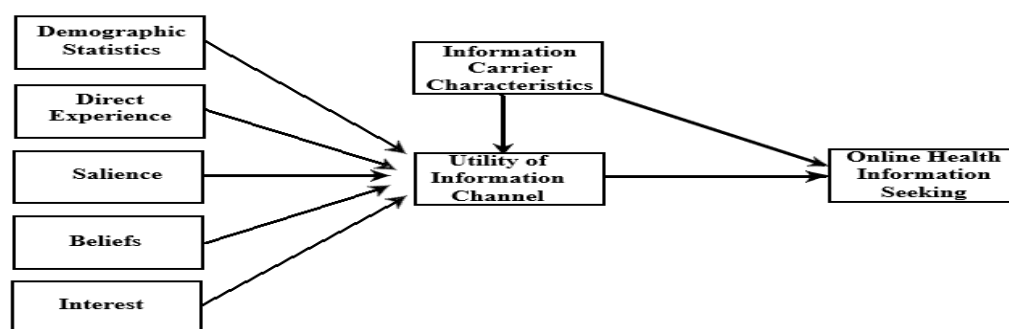 Demographic
Statistics
Direct
Experience
Salience
Beliefs
Interest
Information
Carrier
Characteristics
Utility of
Information
Channel
Online Health
Information
Seeking